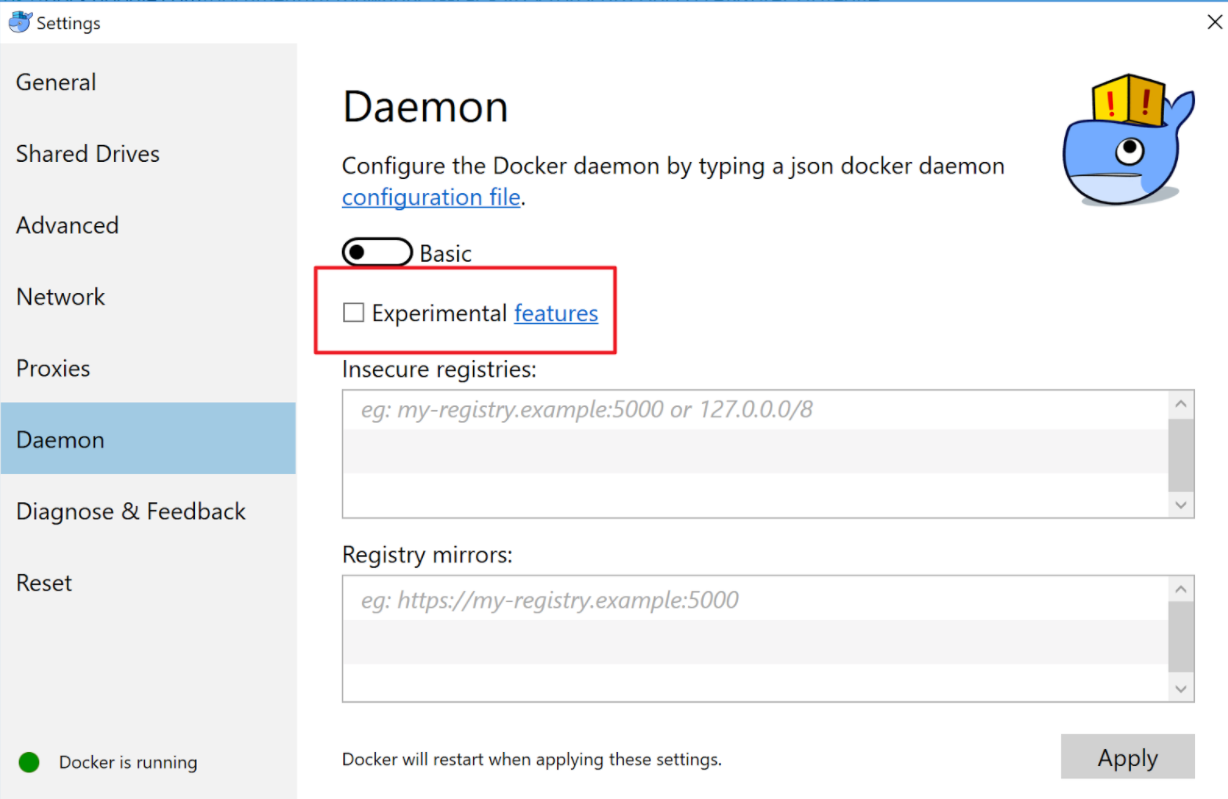 Settings
General
Shared Drives
Advanced
Network
Proxies
Daemon
Diagnose & Feedback
Reset
Docker is running
Daemon
Configure the Docker daemon by typing a json docker daemon
configuration file.
Basic
Experimental features
Insecure registries:
eg: my-registry.example:5000 or 127.0.0.0/8
Registry mirrors:
eg: https://my-registry.example:5000
Docker will restart when applying these settings.
Apply
! !